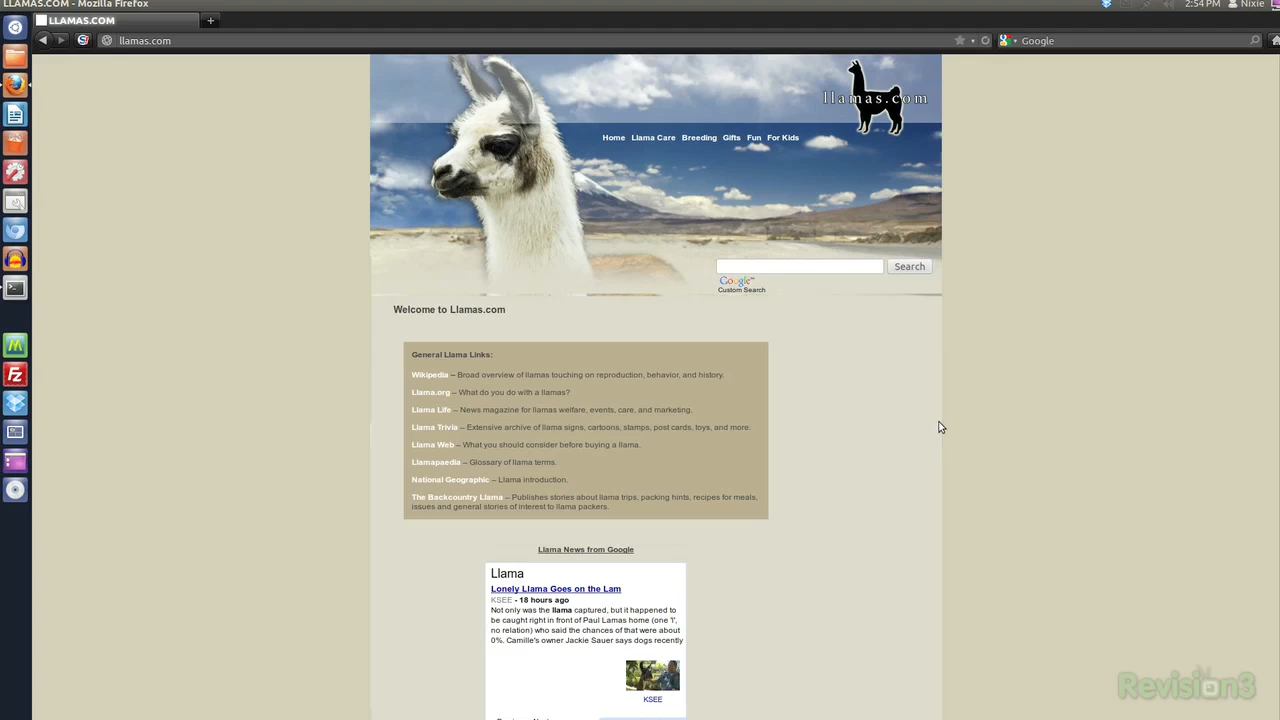 LLAMAS.COM - Mozilla Firefox
2:54 PM Nixie
LLAMAS.COM
llamas.com
Google
llamas.com
Home Llama Care Breeding Gifts Fun For Kids
Search
Google™
Custom Search
Welcome to Llamas.com
General Llama Links:
Wikipedia – Broad overview of llamas touching on reproduction, behavior, and history.
Llama.org – What do you do with a llamas?
Llama Life – News magazine for llamas welfare, events, care, and marketing.
Llama Trivia – Extensive archive of llama signs, cartoons, stamps, post cards, toys, and more.
Llama Web – What you should consider before buying a llama.
Llamapaedia – Glossary of llama terms.
National Geographic – Llama introduction.
The Backcountry Llama – Publishes stories about llama trips, packing hints, recipes for meals,
issues and general stories of interest to llama packers.
Llama News from Google
Llama
Lonely Llama Goes on the Lam
KSEE - 18 hours ago
Not only was the llama captured, but it happened to
be caught right in front of Paul Lamas home (one 'l',
no relation) who said the chances of that were about
0%. Camille's owner Jackie Sauer says dogs recently
KSEE
Revision3